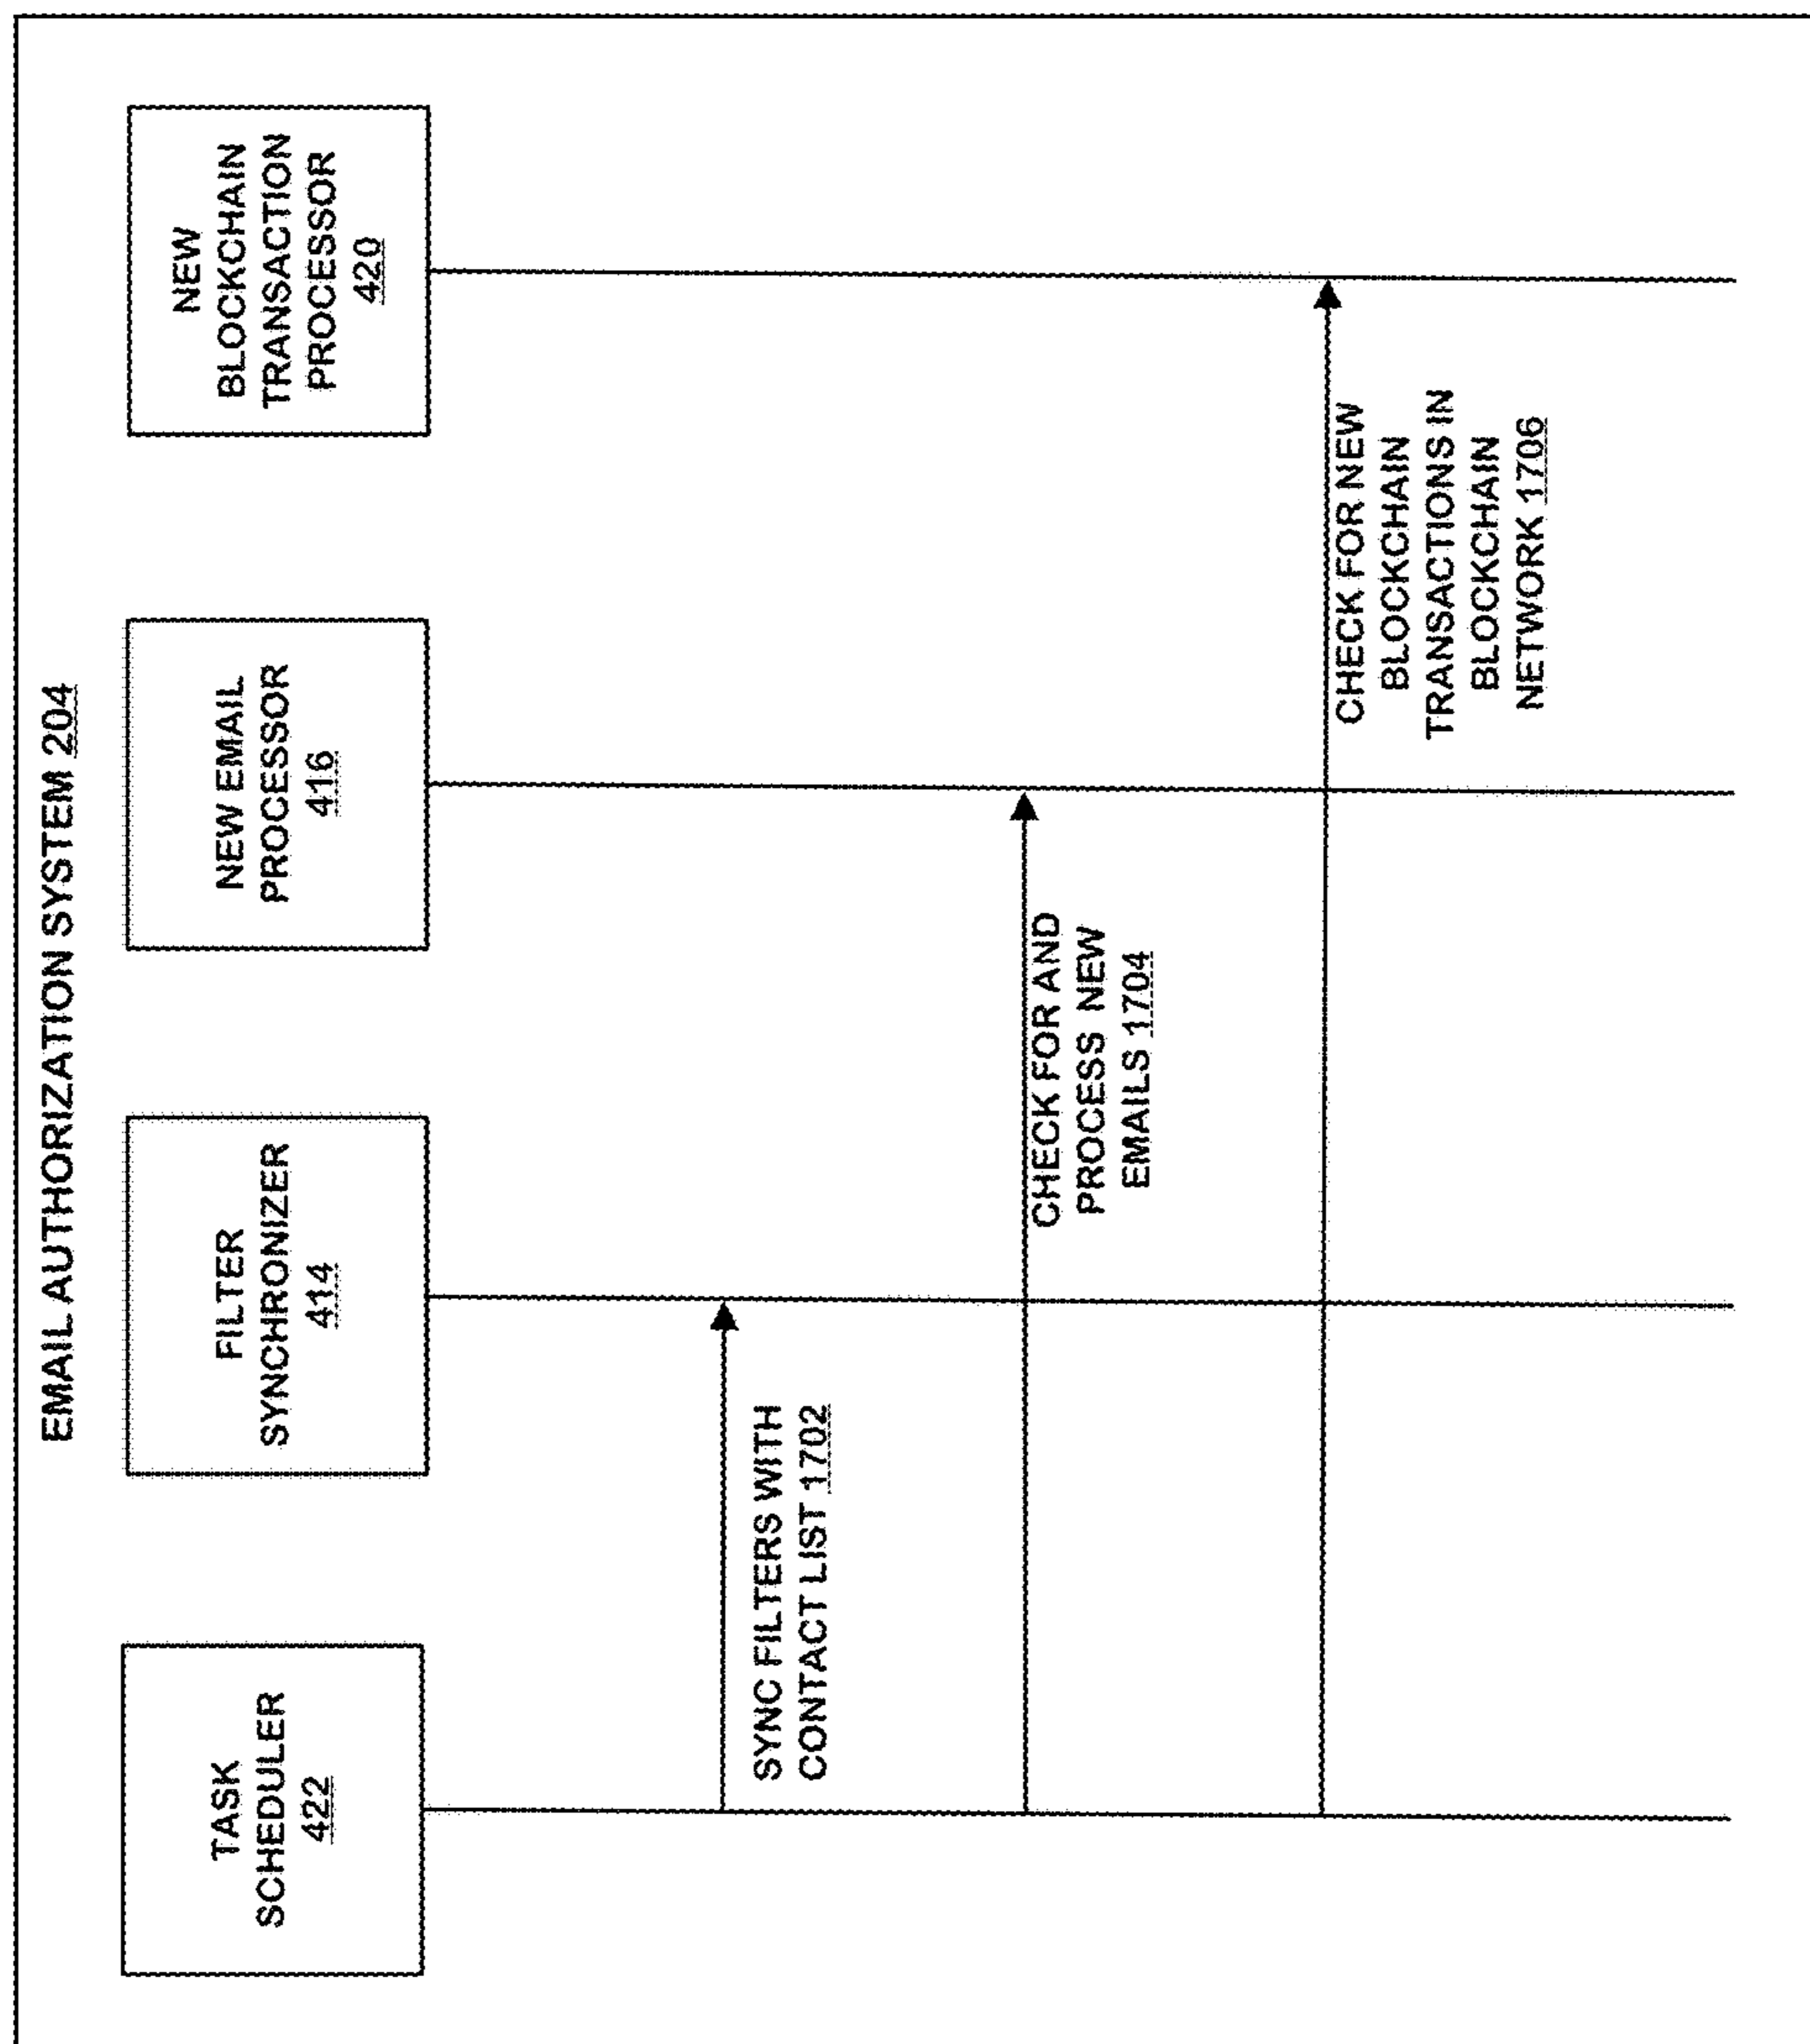 EMAIL AUTHORIZATION SYSTEM 204
TASK
SCHEDULER
422
FILTER
SYNCHRONIZER
414
NEW EMAIL
PROCESSOR
416
NEW
BLOCKCHAIN
TRANSACTION
PROCESSOR
420
SYNC FILTERS WITH
CONTACT LIST 1702
CHECK FOR AND
PROCESS NEW
EMAILS 1704
CHECK FOR NEW
BLOCKCHAIN
TRANSACTIONS IN
BLOCKCHAIN
NETWORK 1706